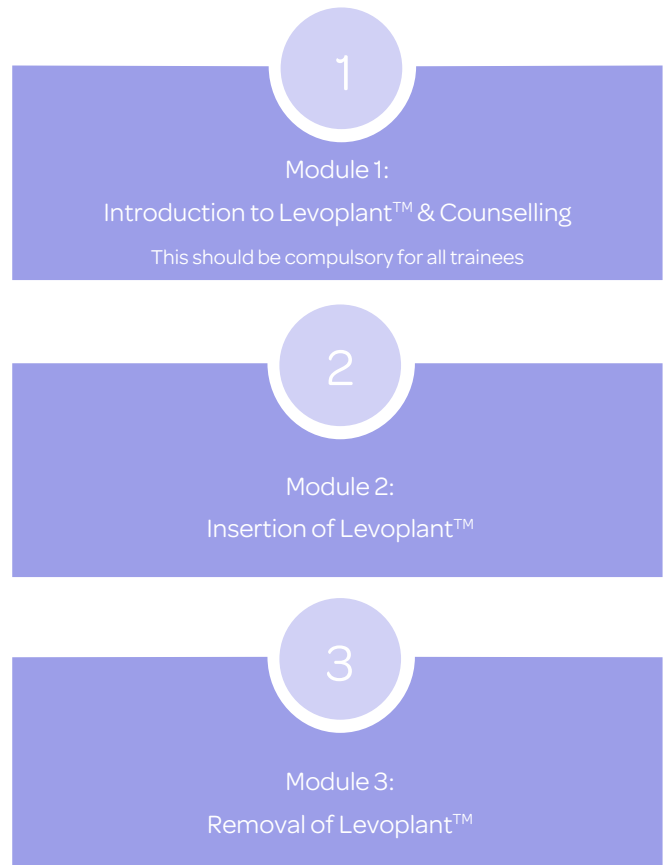 1
Module 1:
Introduction to Levoplant™ & Counselling
This should be compulsory for all trainees
2
Module 2:
Insertion of Levoplant™
3
Module 3:
Removal of Levoplant™